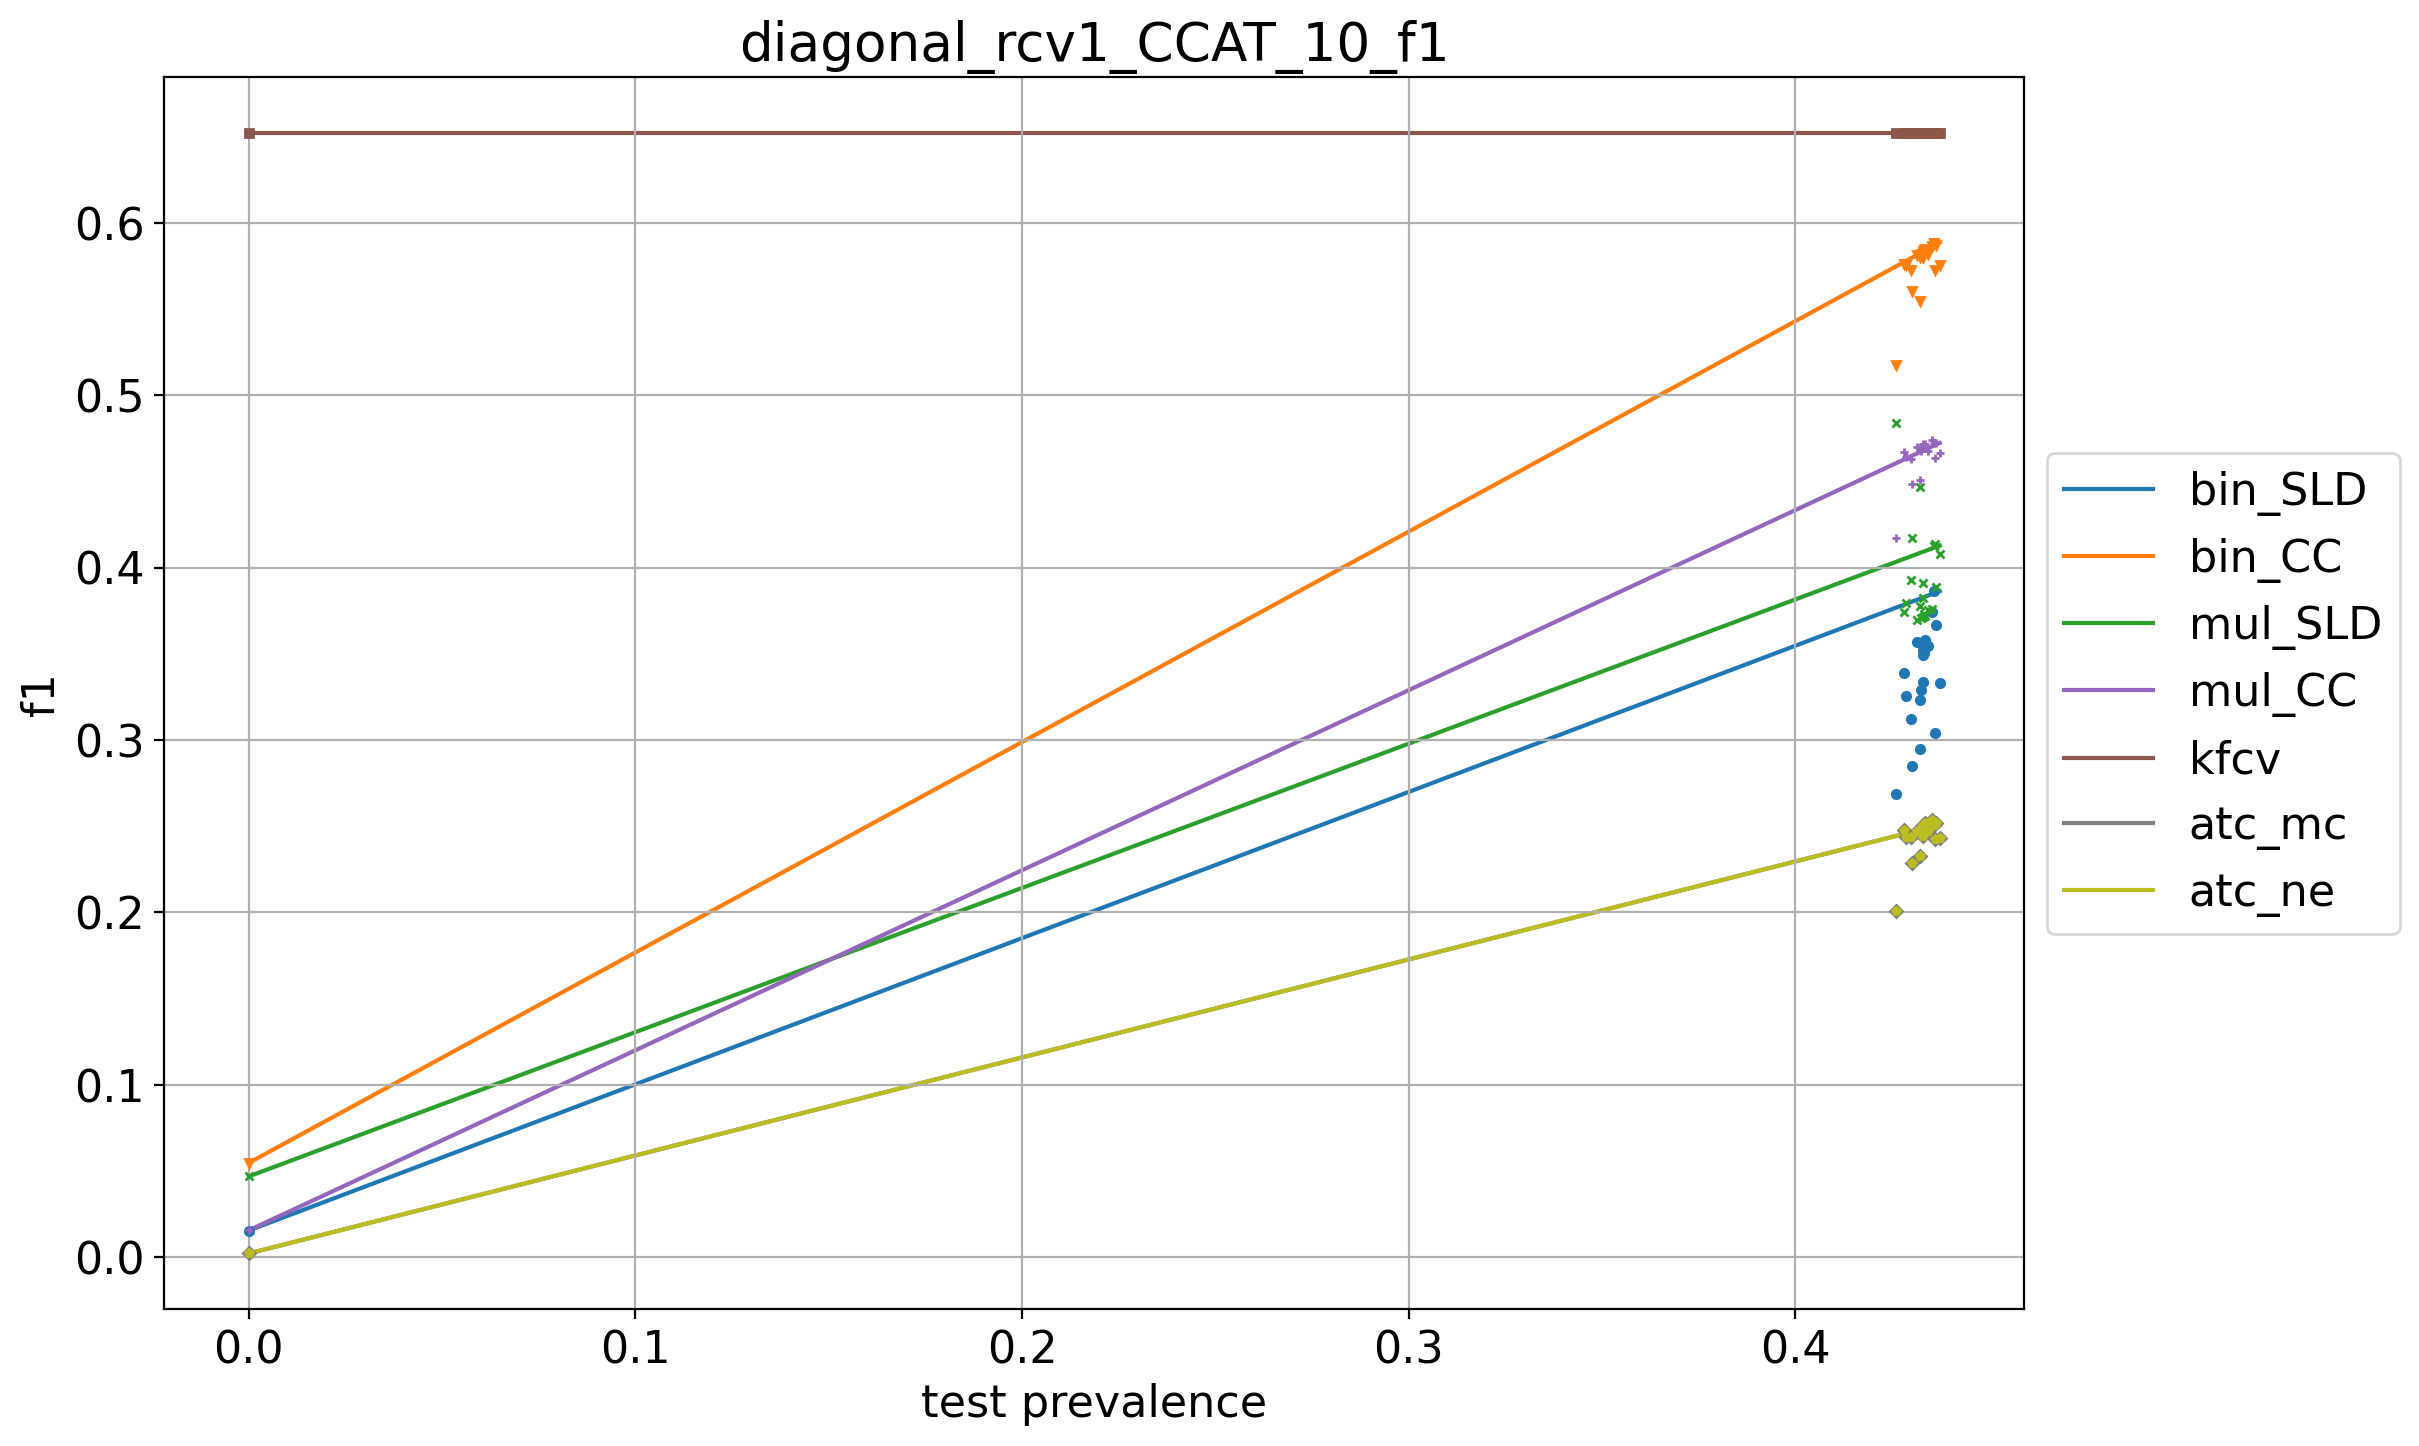 diagonal_rcv1_CCAT_10_f1
f1
0.6
0.5
0.4
0.3
0.2
0.1
0.0
0.0 0.1 0.2 0.3 0.4
test prevalence
bin_SLD
bin_CC
mul_SLD
mul_CC
kfcv
atc_mc
atc_ne